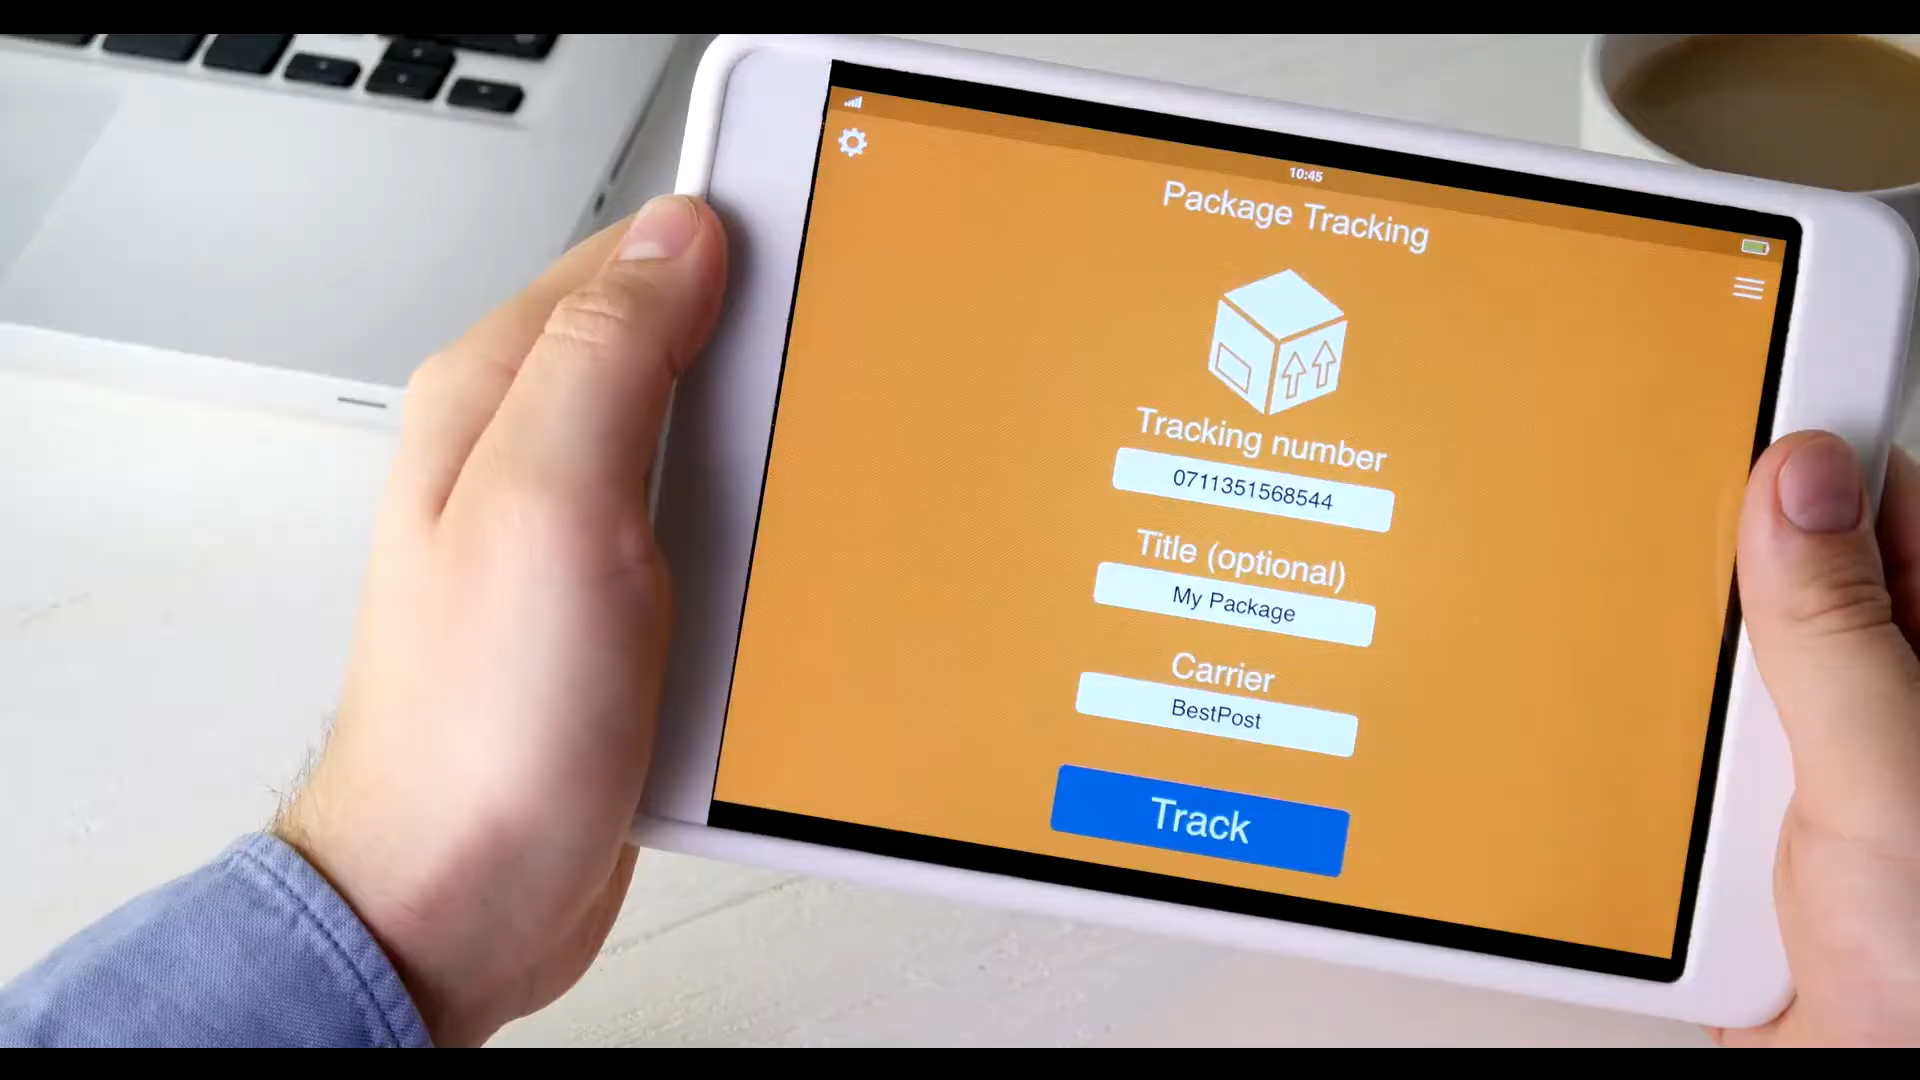 10:45
Package Tracking
Tracking number
0711351568544
Title (optional)
My Package
Carrier
BestPost
Track